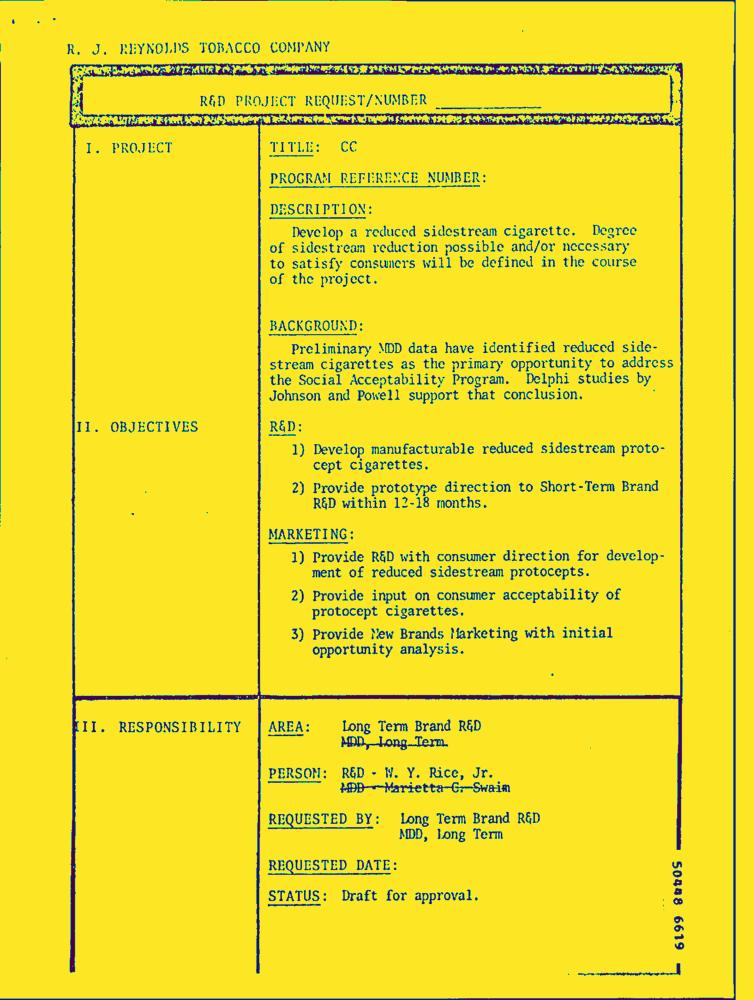 R. J. REYNOLDS TOBACCO COMPANY
R&D PROJECT REQUEST/NUMBER
I. PROJECT
TITLE: CC
PROGRAM REFERENCE NUMBER:
DESCRIPTION:
Develop a reduced sidestream cigarette. Degree
of sidestream reduction possible and/or necessary
to satisfy consumers will be defined in the course
of the project.
BACKGROUND:
Preliminary MDD data have identified reduced side-
stream cigarettes as the primary opportunity to address
the Social Acceptability Program. Delphi studies by
Johnson and Powell support that conclusion.
II. OBJECTIVES
R&D:
1) Develop manufacturable reduced sidestream proto-
cept cigarettes.
2) Provide prototype direction to Short-Term Brand
R&D within 12-18 months.
MARKETING:
1) Provide R&D with consumer direction for develop-
ment of reduced sidestream protocepts.
2) Provide input on consumer acceptability of
protocept cigarettes.
3) Provide New Brands Marketing with initial
opportunity analysis.
III. RESPONSIBILITY
AREA: Long Term Brand R&D
MDD, Long Term.
PERSON: R&D - W. Y. Rice, Jr.
MDD - Marietta G. Swain
REQUESTED BY: Long Term Brand R&D
MDD, Long Term
REQUESTED DATE:
STATUS: Draft for approval.
50448 6619